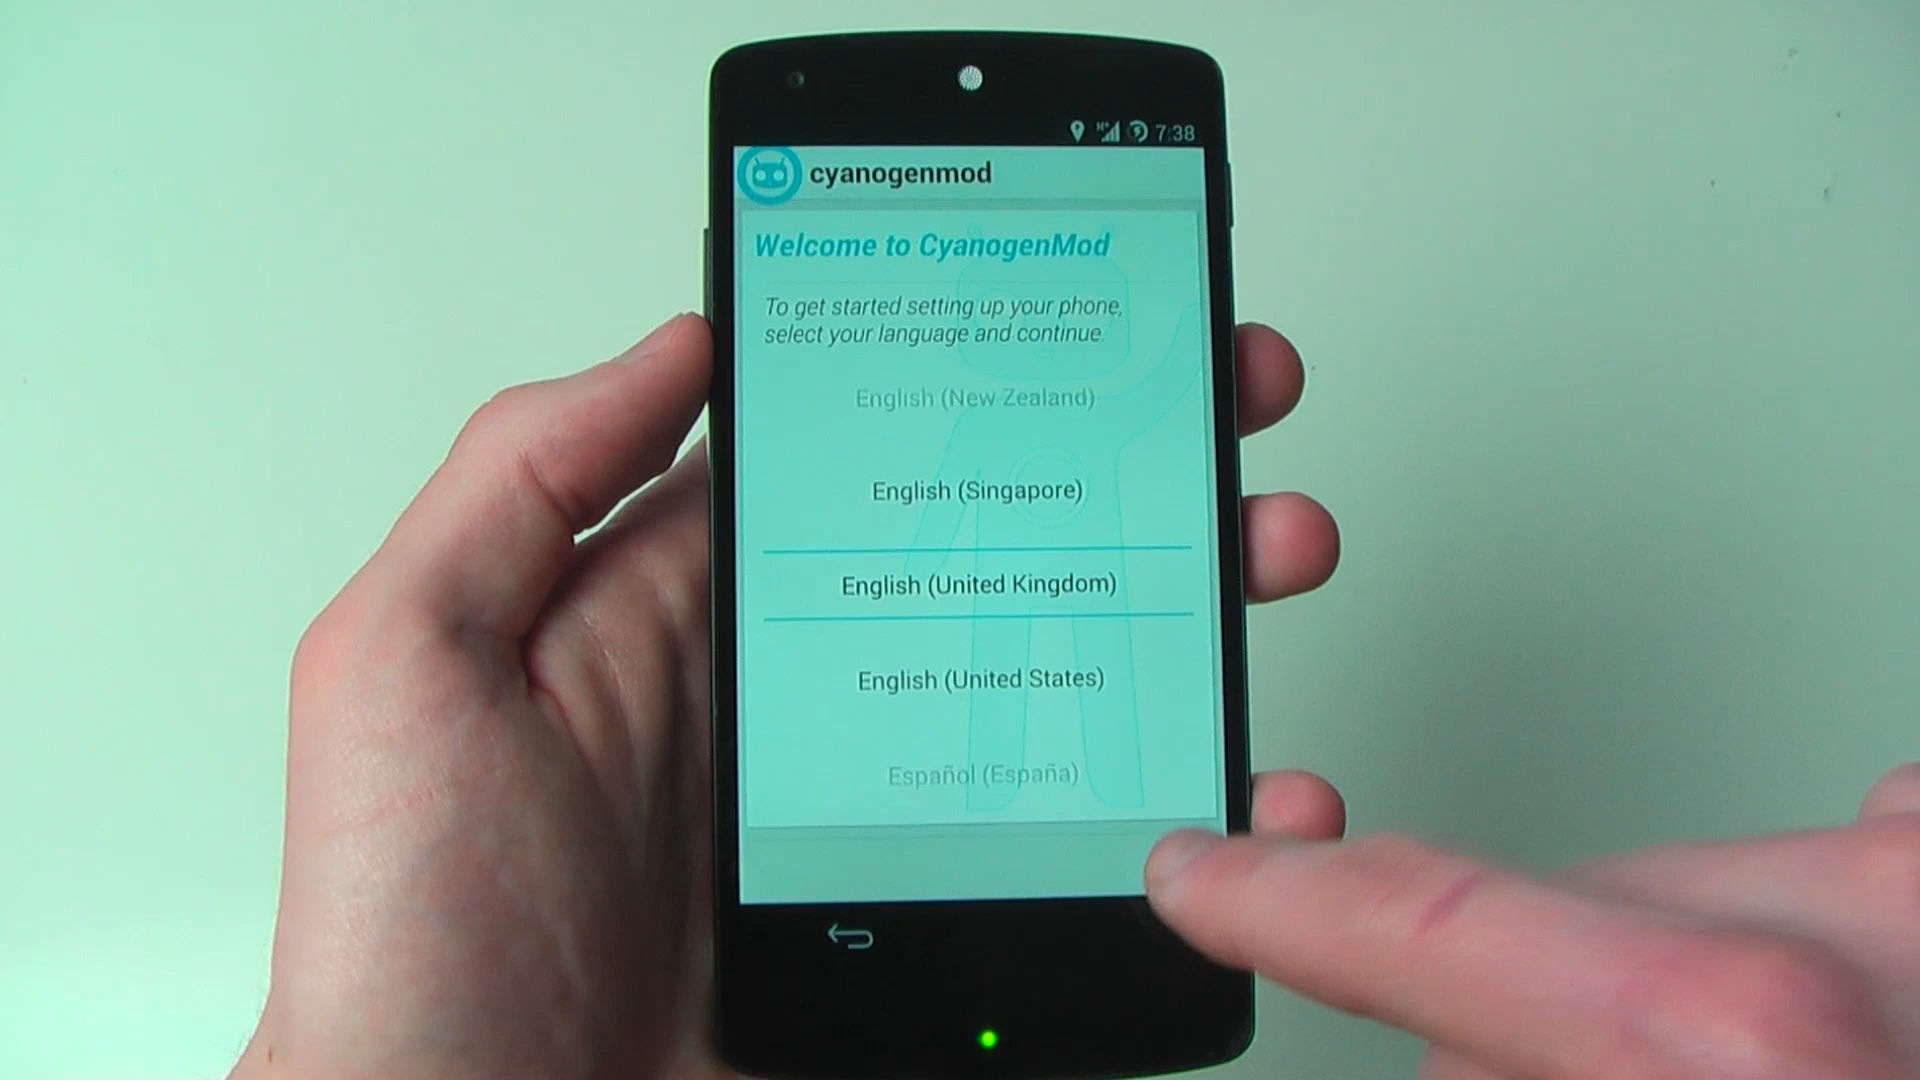 H+ 7:38
cyanogenmod
Welcome to CyanogenMod
To get started setting up your phone,
select your language and continue.
English (New Zealand)
English (Singapore)
English (United Kingdom)
English (United States)
Español (España)